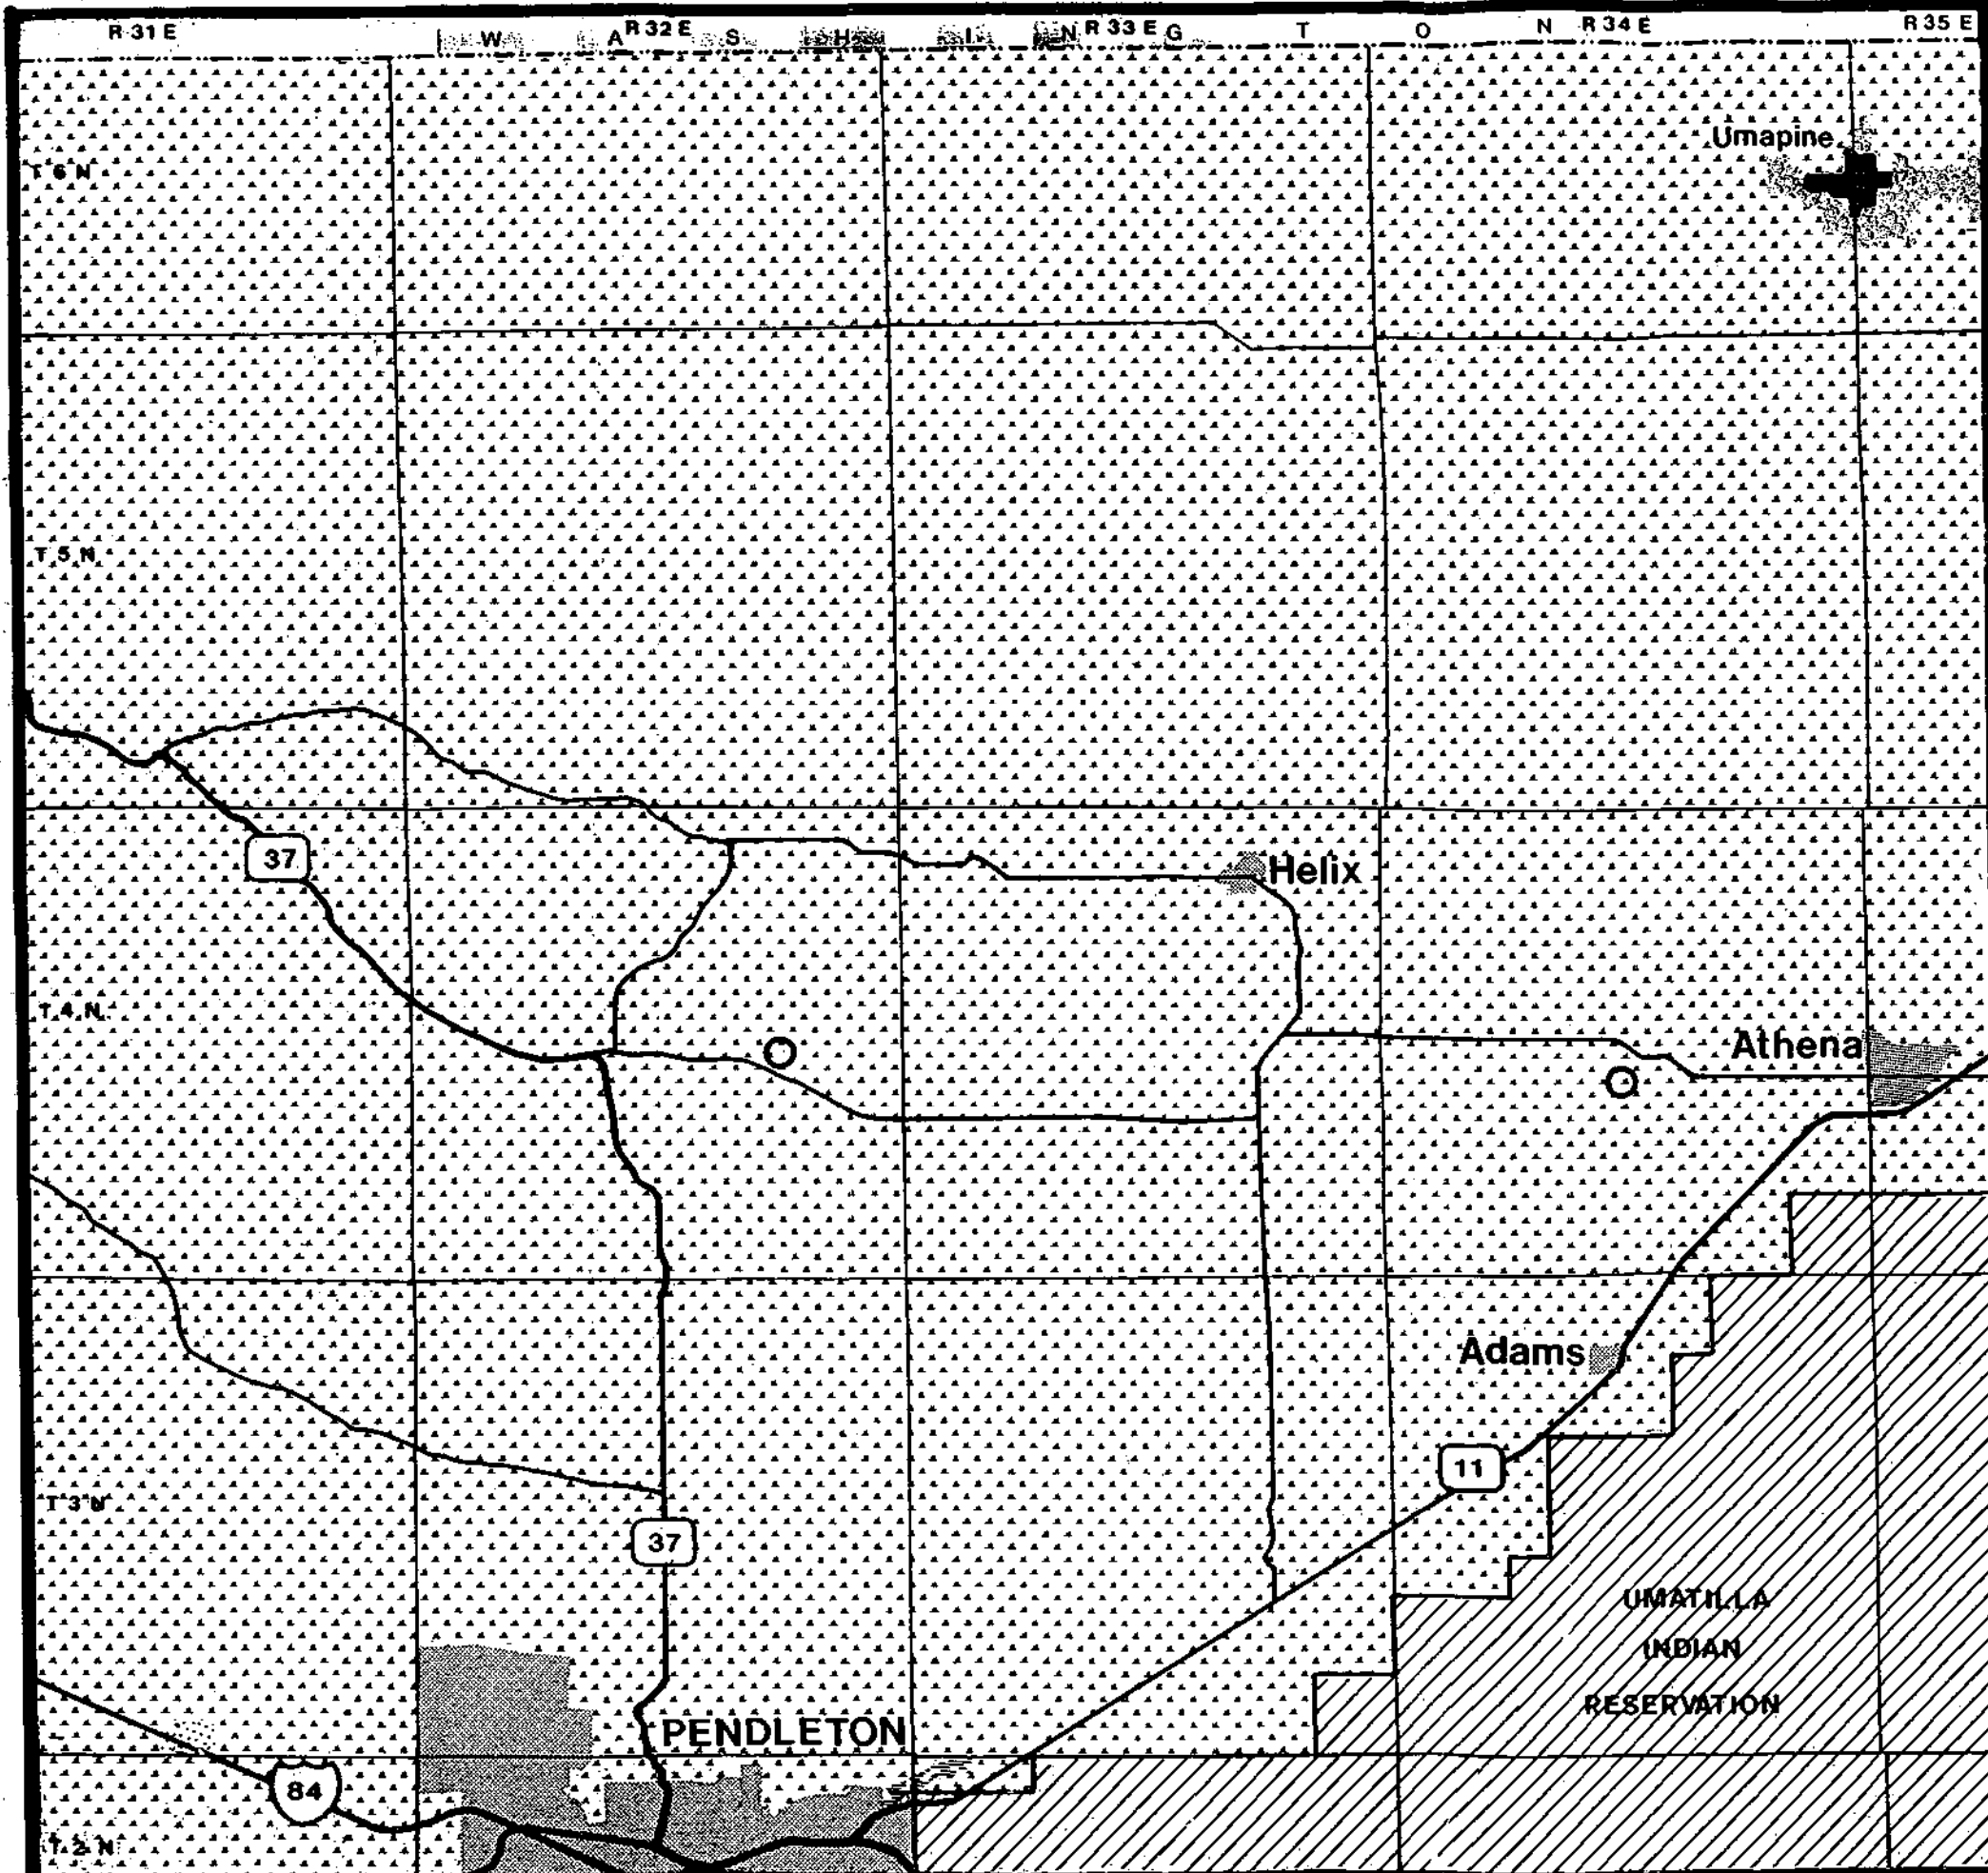 R 31 E R 32 E R 33 E R 34 E R 35 E
W A S H I N G T O N
Umapine
T 6 N
T 5 N
37
Helix
T 4 N
Athena
Adams
11
T 3 N
37
UMATILLA
INDIAN
RESERVATION
PENDLETON
84
T 2 N